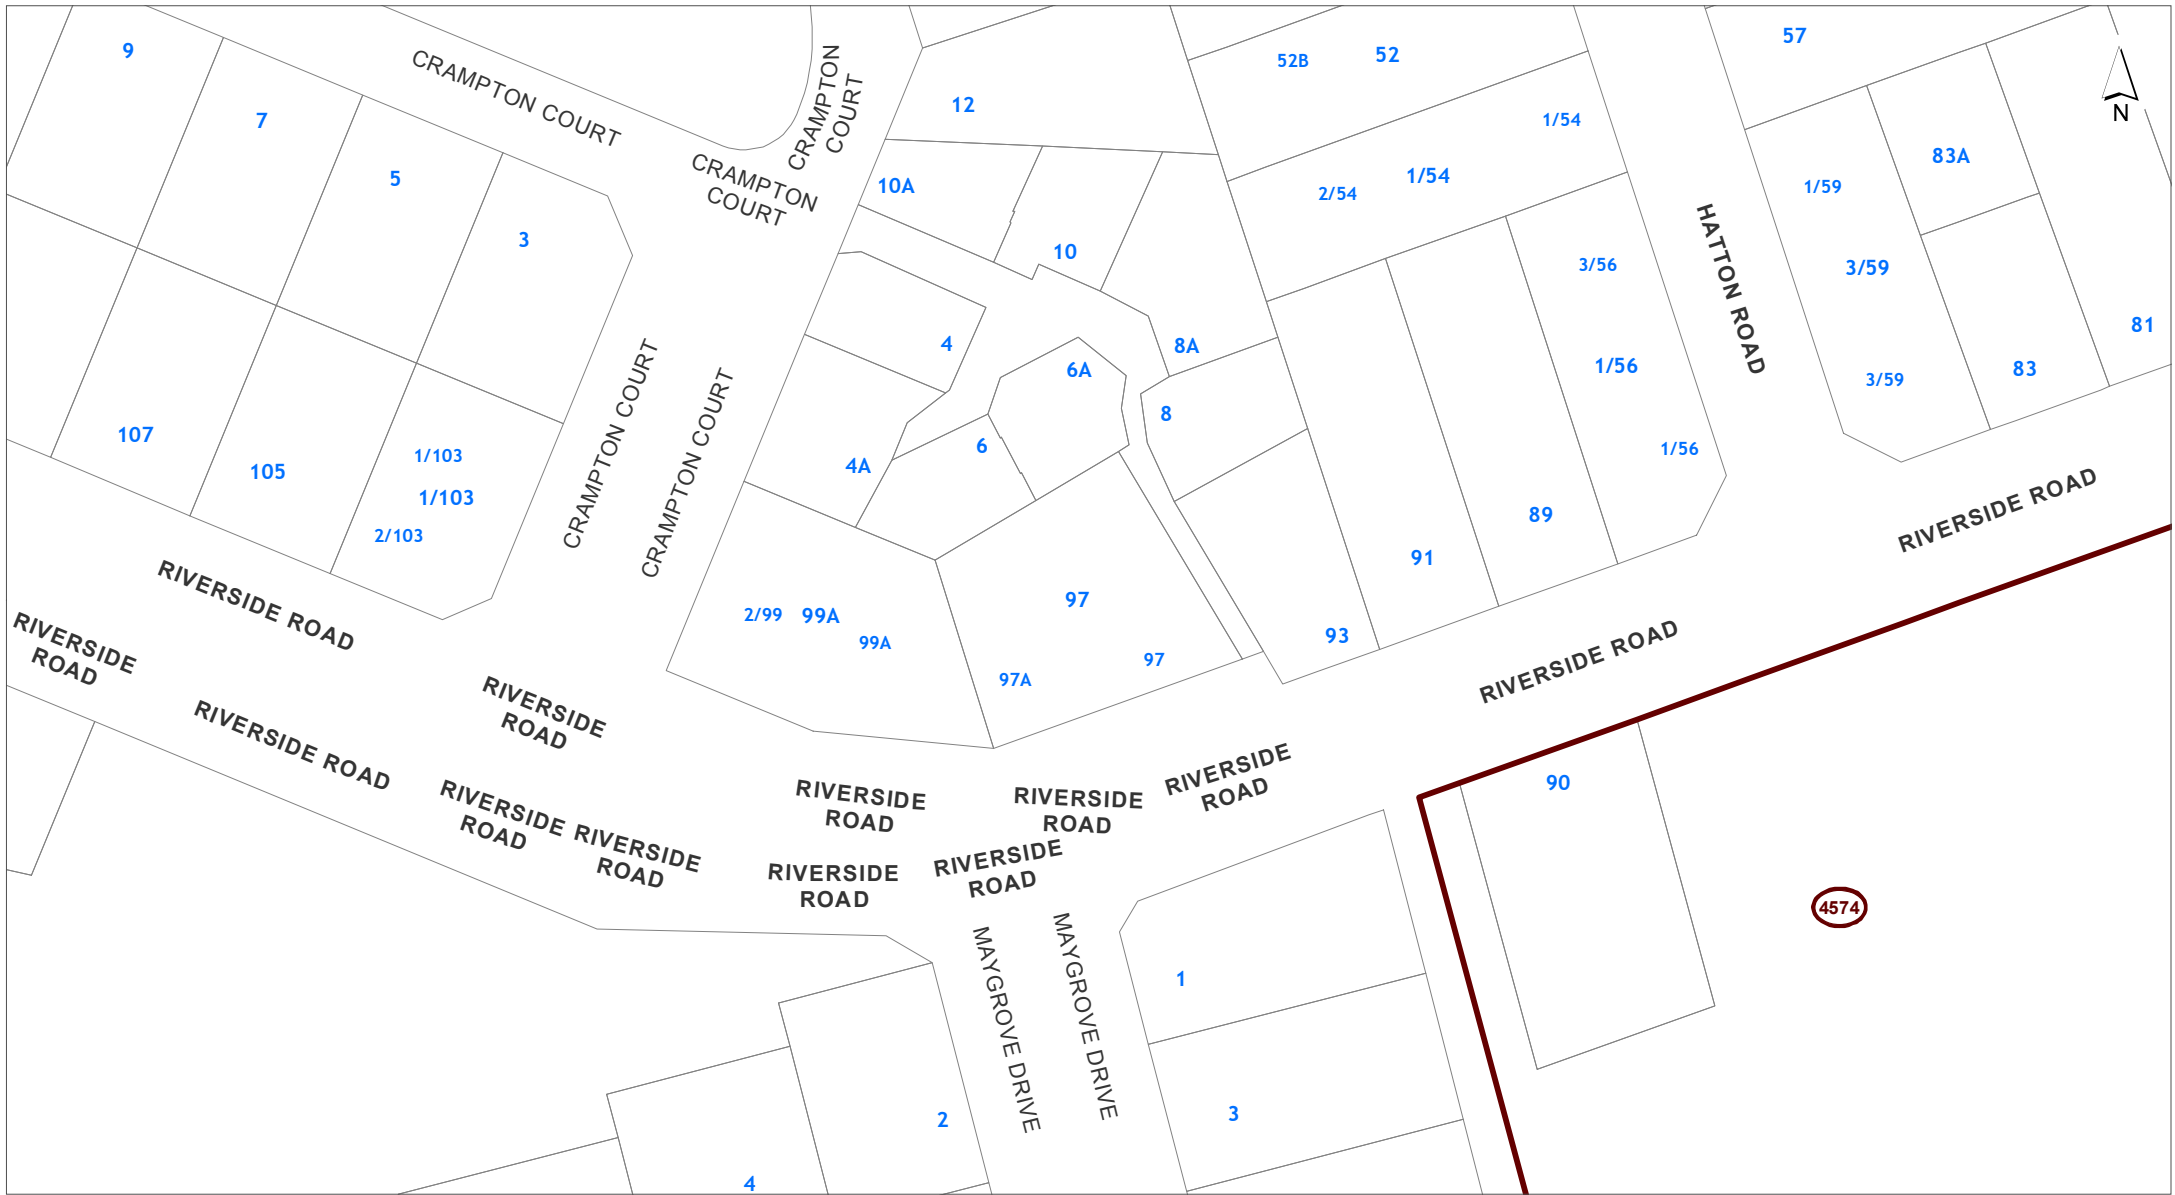 9
7
5
3
CRAMPTON COURT
CRAMPTON
COURT
CRAMPTON
COURT
12
10A
10
52B
52
1/54
1/54
2/54
57
N
83A
1/59
3/59
3/59
83
81
HATTON ROAD
3/56
1/56
1/56
107
105
1/103
1/103
2/103
CRAMPTON COURT
CRAMPTON COURT
4
4A
6A
6
8A
8
91
89
93
2/99
99A
99A
97
97
97A
RIVERSIDE ROAD
RIVERSIDE ROAD
RIVERSIDE ROAD
RIVERSIDE
ROAD
RIVERSIDE ROAD
RIVERSIDE
ROAD
RIVERSIDE
ROAD
RIVERSIDE
ROAD
RIVERSIDE
ROAD
RIVERSIDE
ROAD
RIVERSIDE
ROAD
RIVERSIDE
ROAD
RIVERSIDE
ROAD
90
4574
MAYGROVE DRIVE
MAYGROVE DRIVE
1
3
2
4